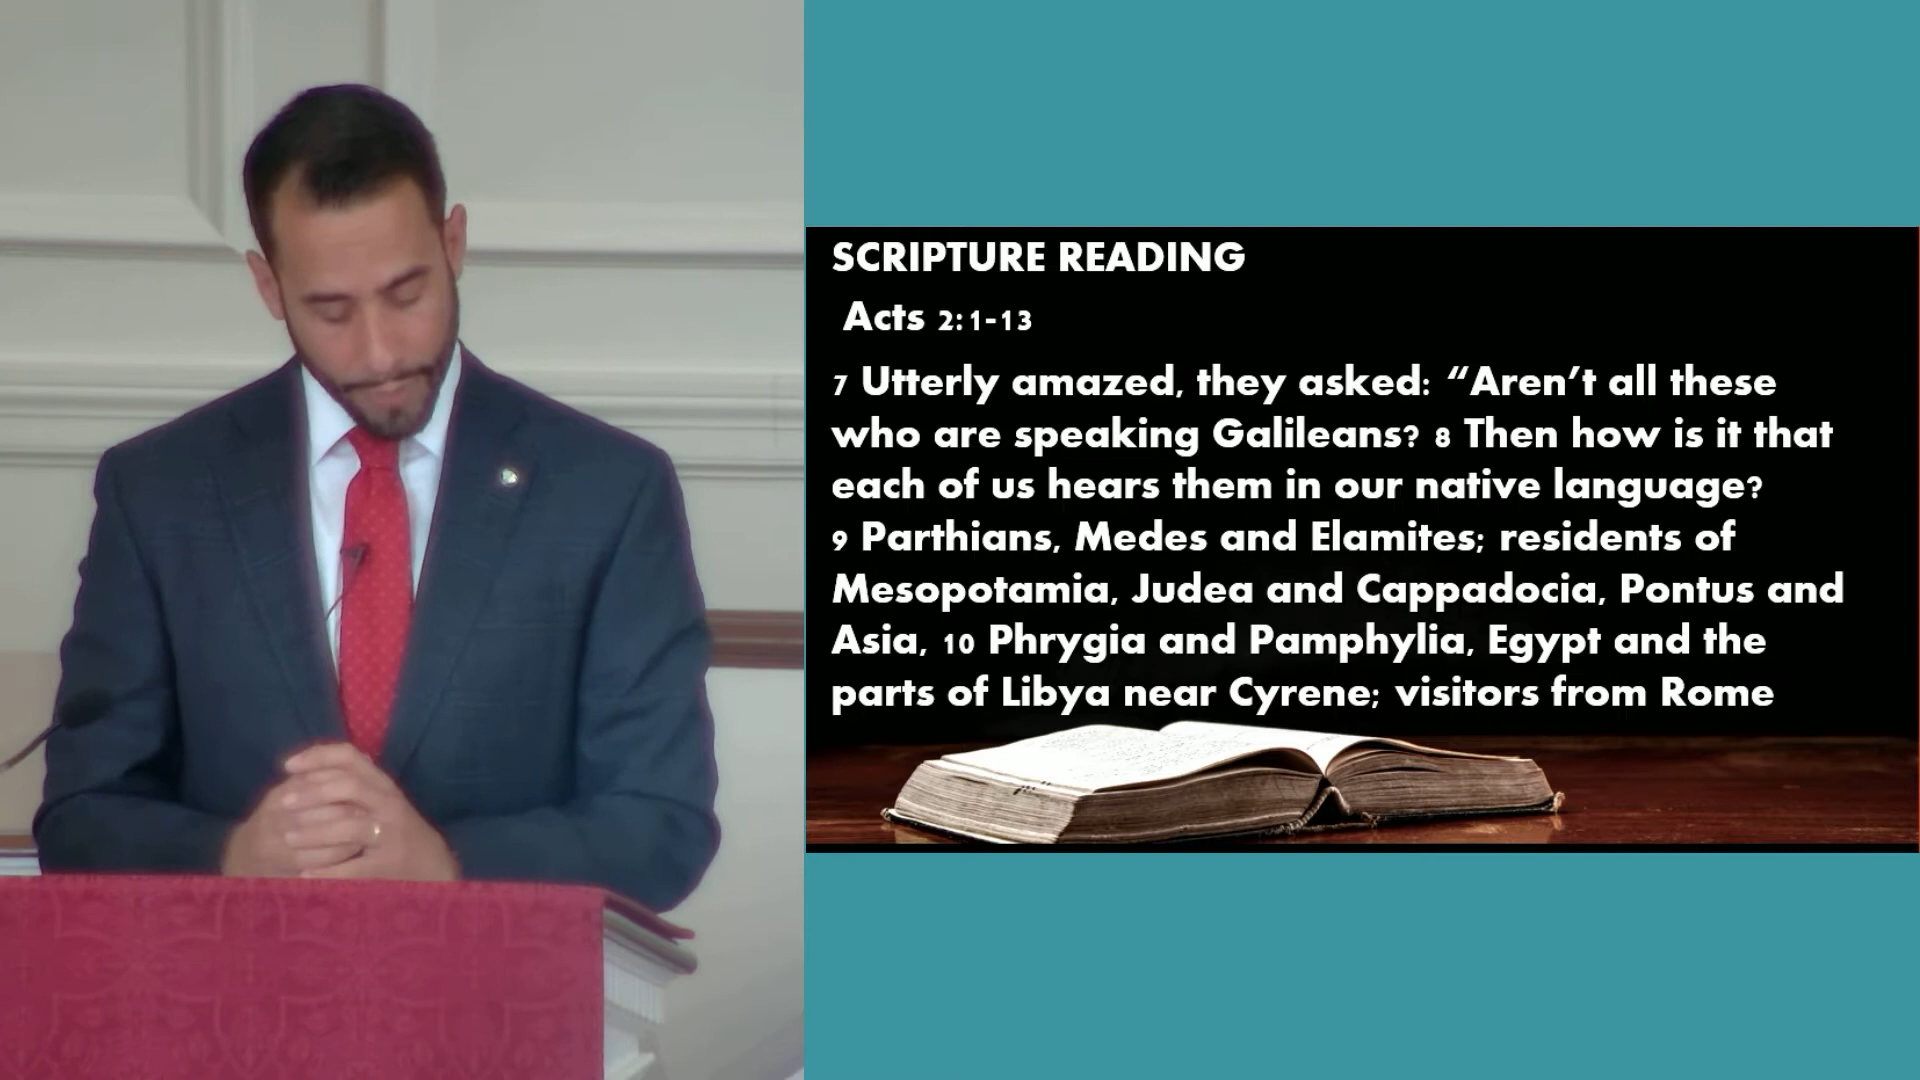 SCRIPTURE READING
Acts 2:1-13
7 Utterly amazed, they asked: “Aren’t all these
who are speaking Galileans? 8 Then how is it that
each of us hears them in our native language?
9 Parthians, Medes and Elamites; residents of
Mesopotamia, Judea and Cappadocia, Pontus and
Asia, 10 Phrygia and Pamphylia, Egypt and the
parts of Libya near Cyrene; visitors from Rome